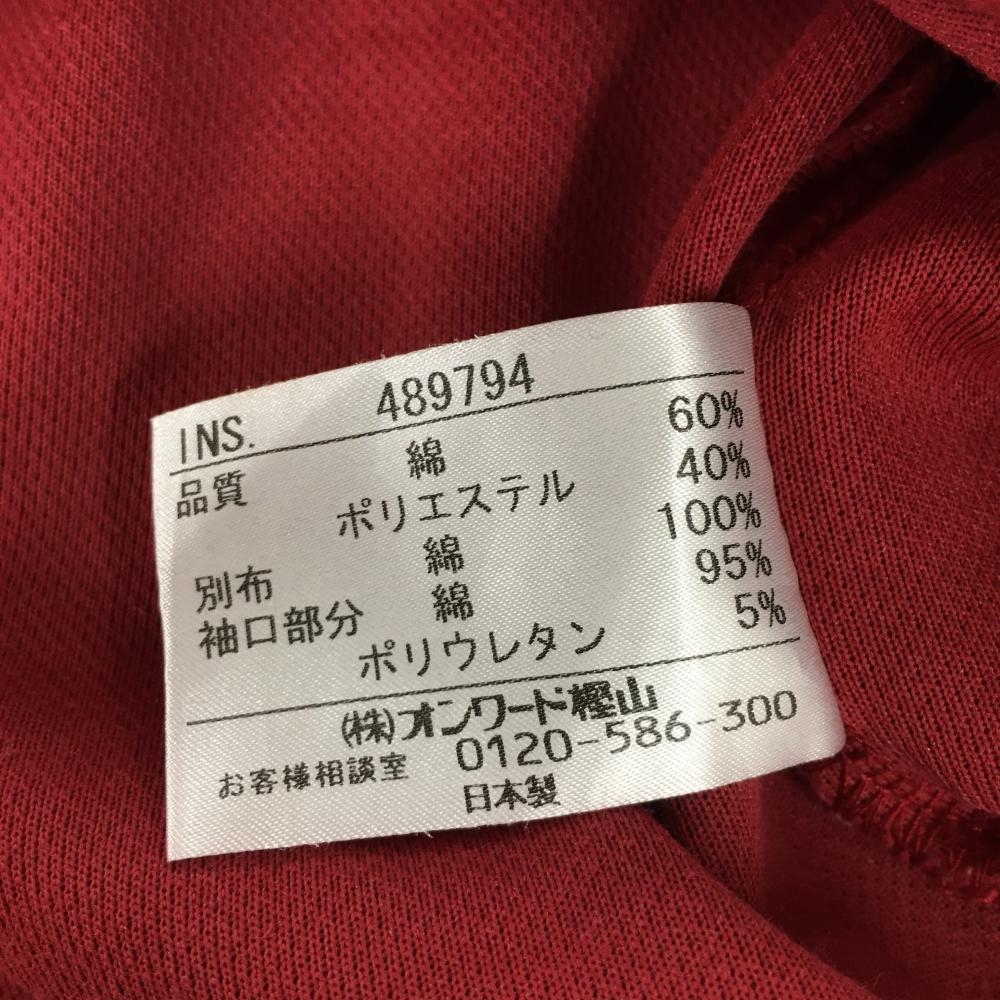 INS. 489794
品質 綿 60%
ポリエステル 40%
別布 綿 100%
袖口部分 綿 95%
ポリウレタン 5%
(株)オンワード樫山
お客様相談室 0120-586-300
日本製